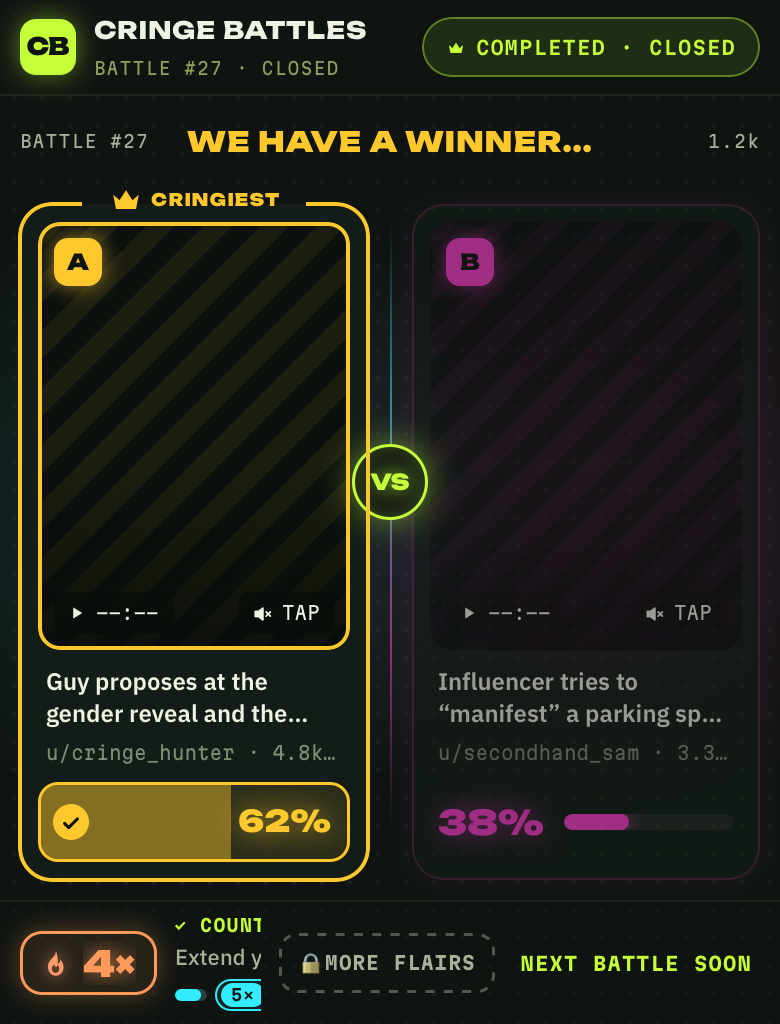 CB
CRINGE BATTLES
BATTLE #27 · CLOSED
COMPLETED · CLOSED
BATTLE #27
WE HAVE A WINNER…
1.2k
CRINGIEST
A
––:––
TAP
Guy proposes at the
gender reveal and the…
u/cringe_hunter · 4.8k…
62%
VS
B
––:––
TAP
Influencer tries to
“manifest” a parking sp…
u/secondhand_sam · 3.3…
38%
4×
COUNT
Extend y
5×
MORE FLAIRS
NEXT BATTLE SOON